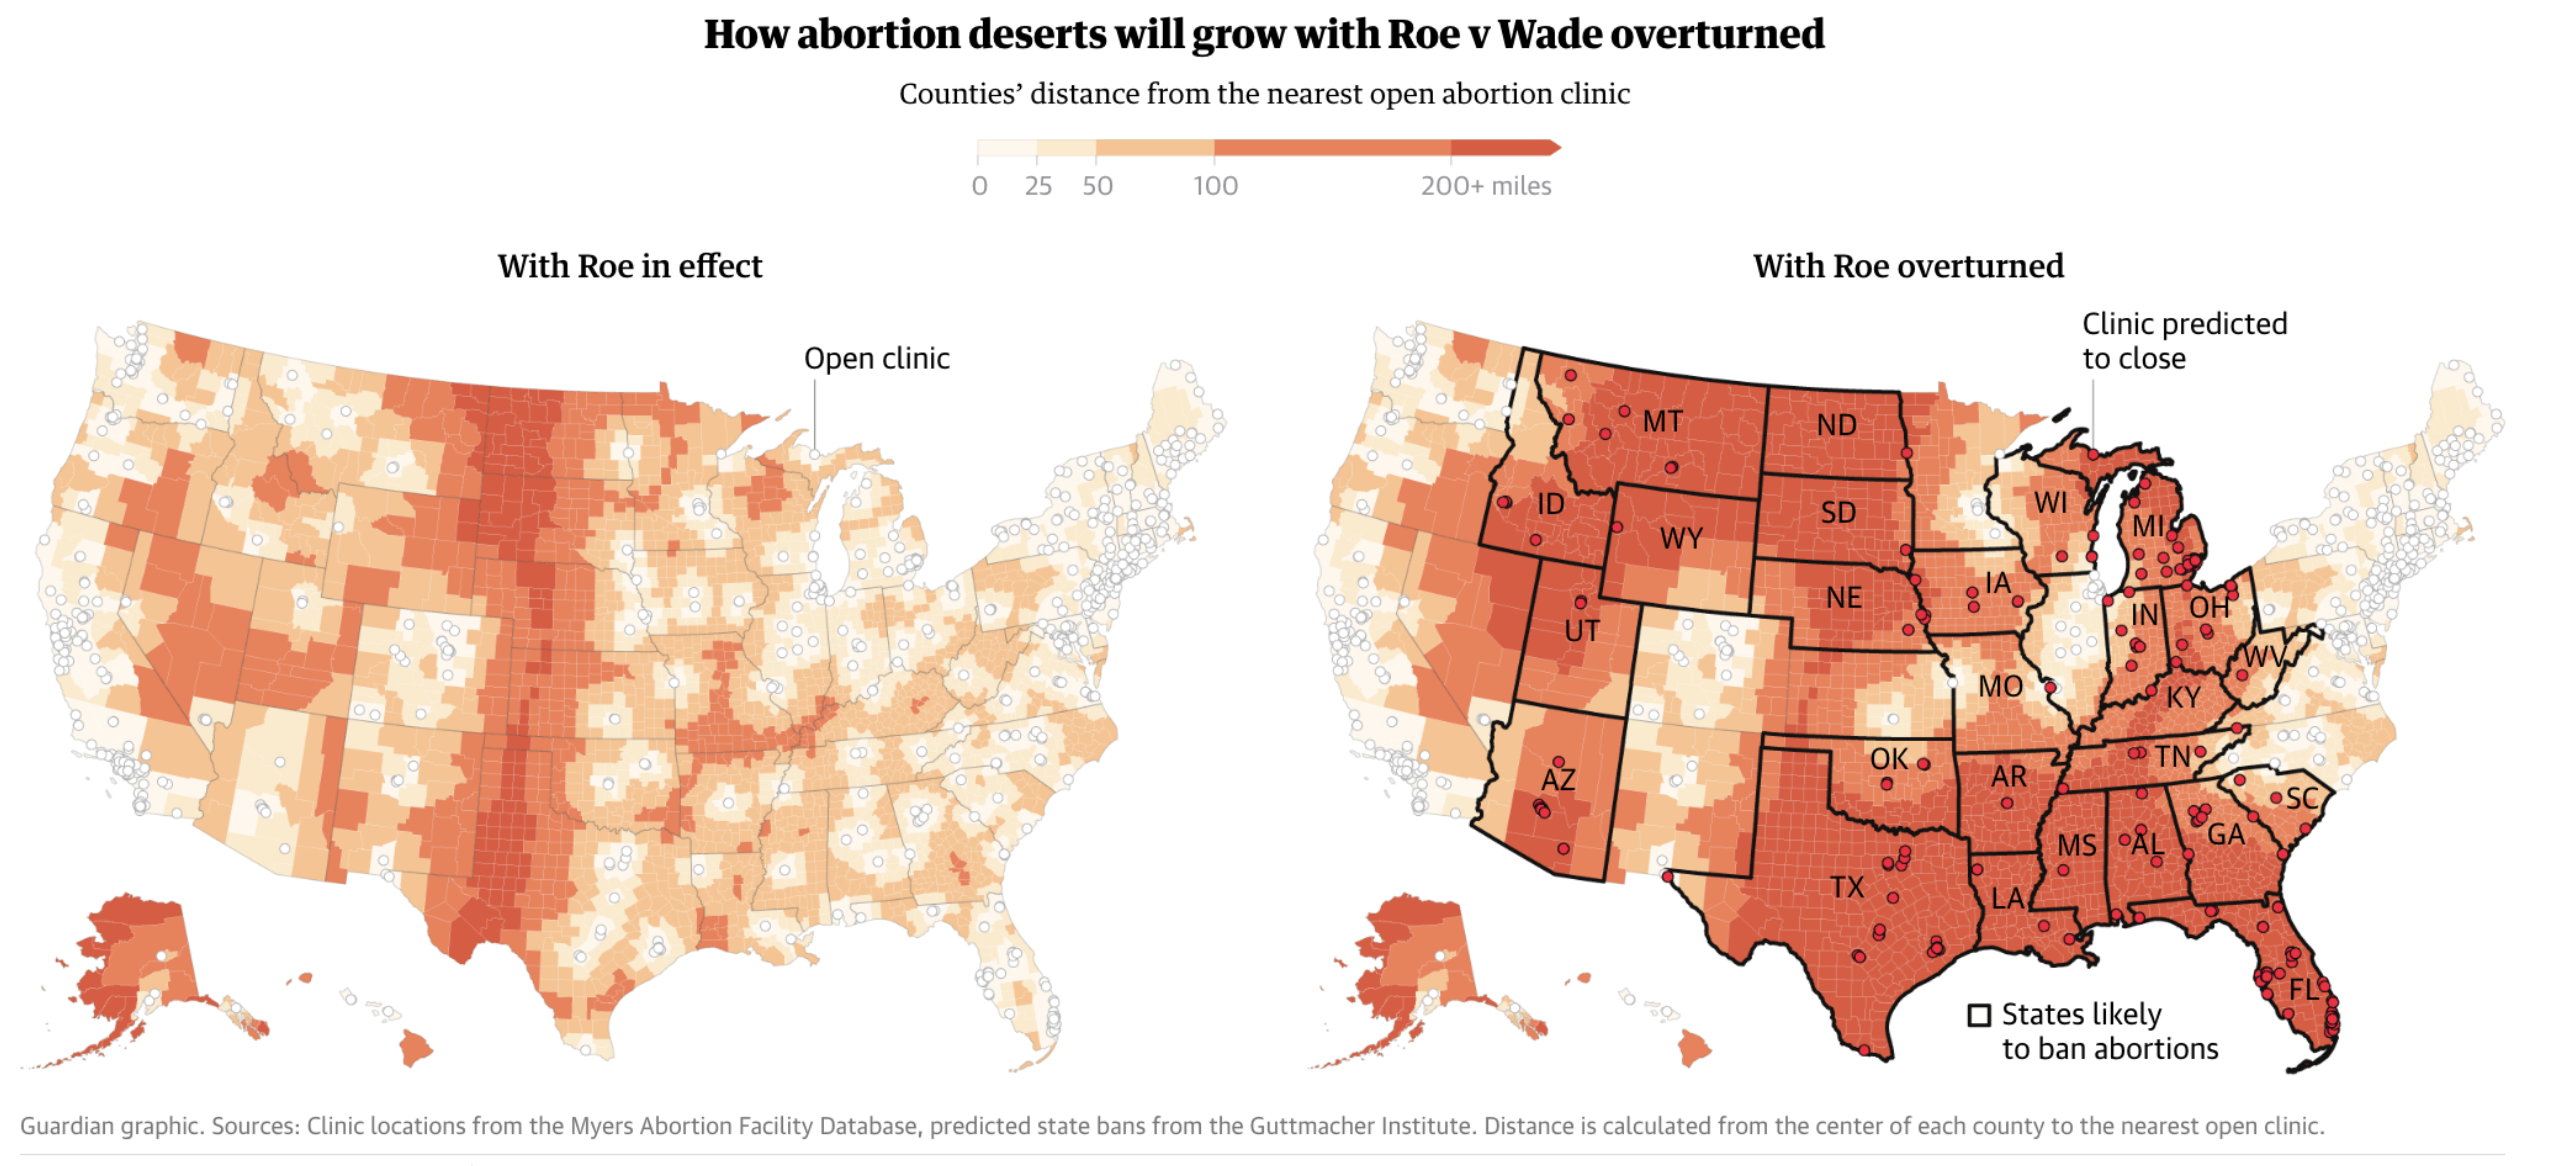 How abortion deserts will grow with Roe v Wade overturned
Counties’ distance from the nearest open abortion clinic
0 25 50 100 200+ miles
With Roe in effect
With Roe overturned
Open clinic
Clinic predicted
to close
MT
ND
ID
WY
SD
WI
MI
NE
IA
UT
IN
OH
WV
MO
KY
AZ
OK
AR
TN
SC
MS
AL
GA
TX
LA
FL
States likely
to ban abortions
Guardian graphic. Sources: Clinic locations from the Myers Abortion Facility Database, predicted state bans from the Guttmacher Institute. Distance is calculated from the center of each county to the nearest open clinic.